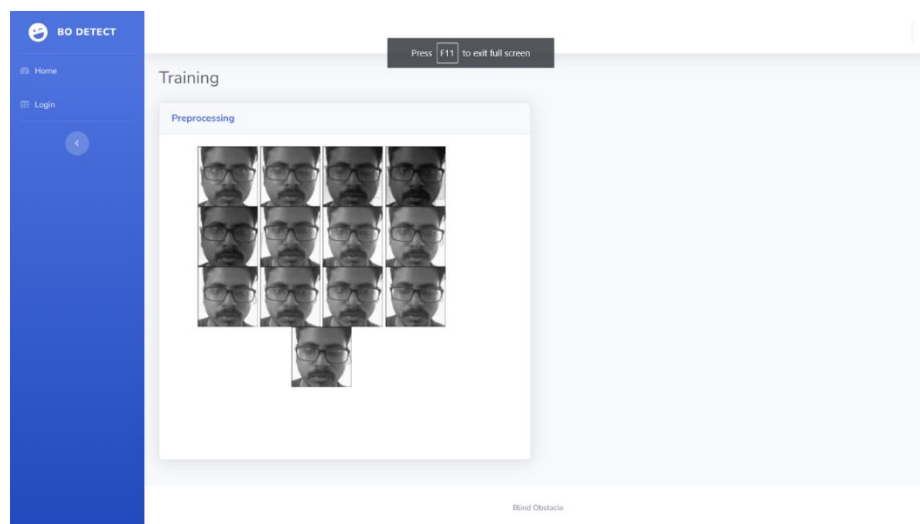 BO DETECT
Press F11 to exit full screen
Home
Login
Training
Preprocessing
Blind Obstacle